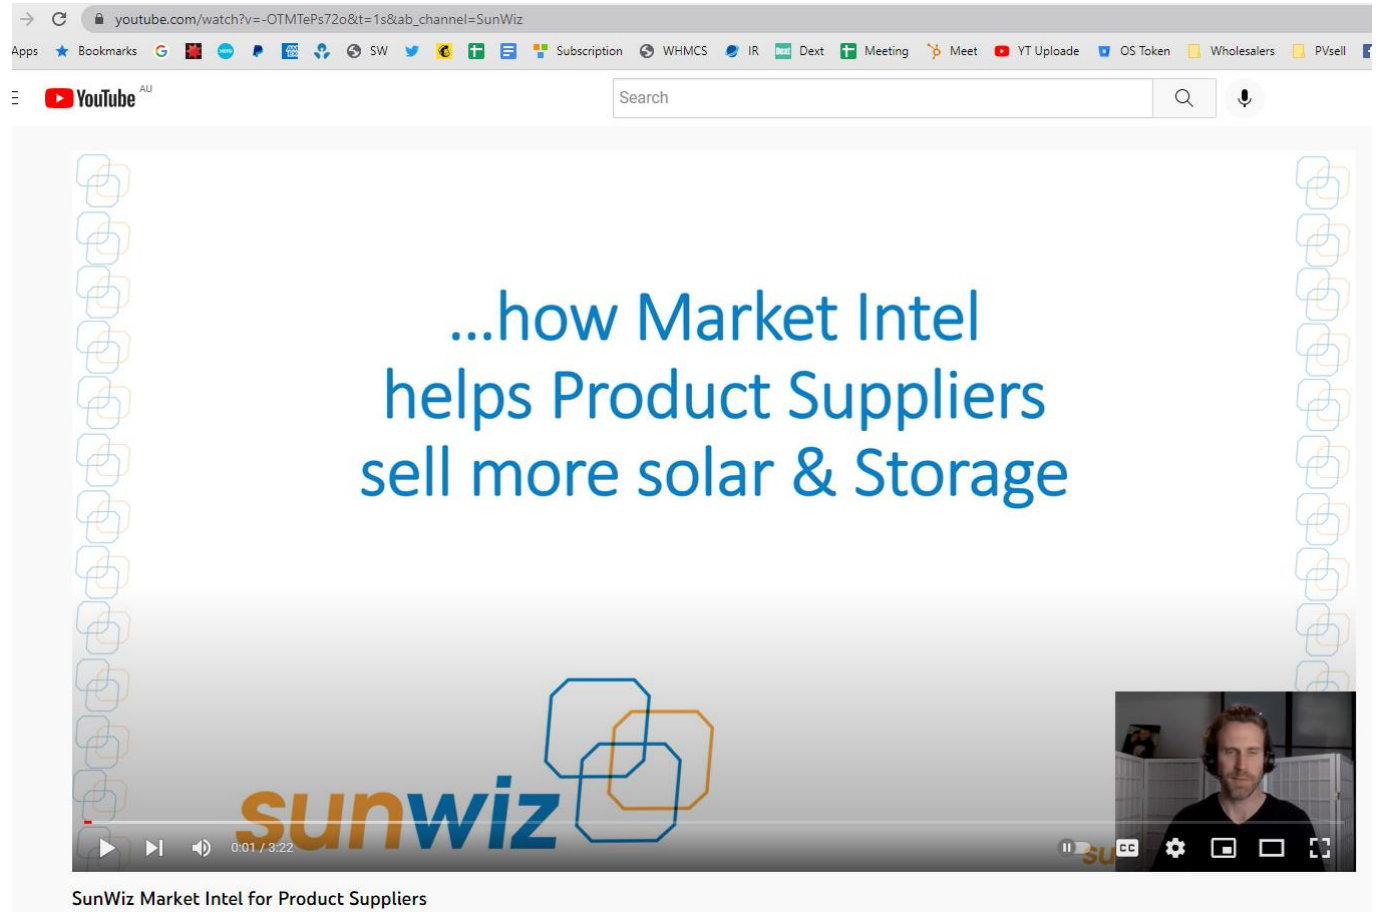 youtube.com/watch?v=-OTMTePs72o&t=1s&ab_channel=SunWiz
Apps Bookmarks SW Subscription WHMCS IR Dext Meeting Meet YT Uploade OS Token Wholesalers PVsell
YouTube AU
Search
...how Market Intel
helps Product Suppliers
sell more solar & Storage
sunwiz
0:01 / 3:22
su
CC
SunWiz Market Intel for Product Suppliers